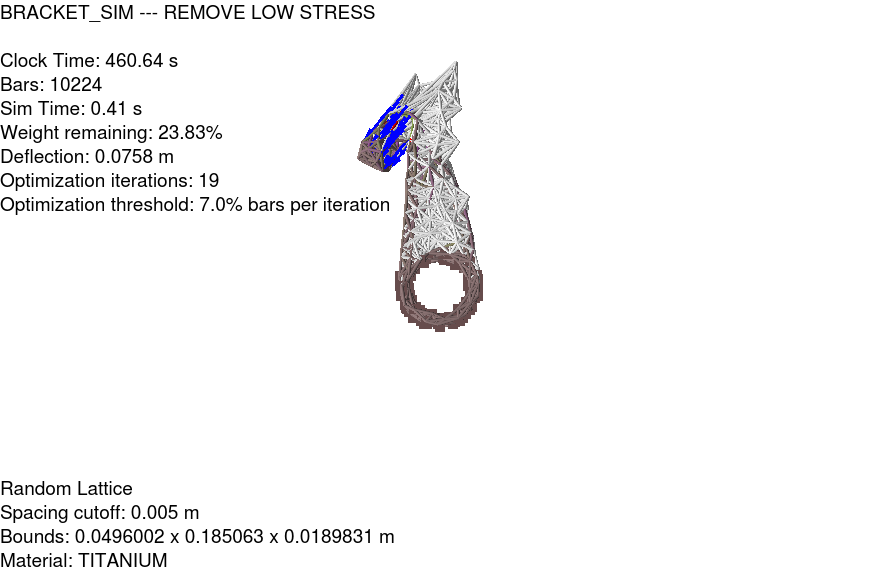 BRACKET_SIM --- REMOVE LOW STRESS
Clock Time: 460.64 s
Bars: 10224
Sim Time: 0.41 s
Weight remaining: 23.83%
Deflection: 0.0758 m
Optimization iterations: 19
Optimization threshold: 7.0% bars per iteration
Random Lattice
Spacing cutoff: 0.005 m
Bounds: 0.0496002 x 0.185063 x 0.0189831 m
Material: TITANIUM